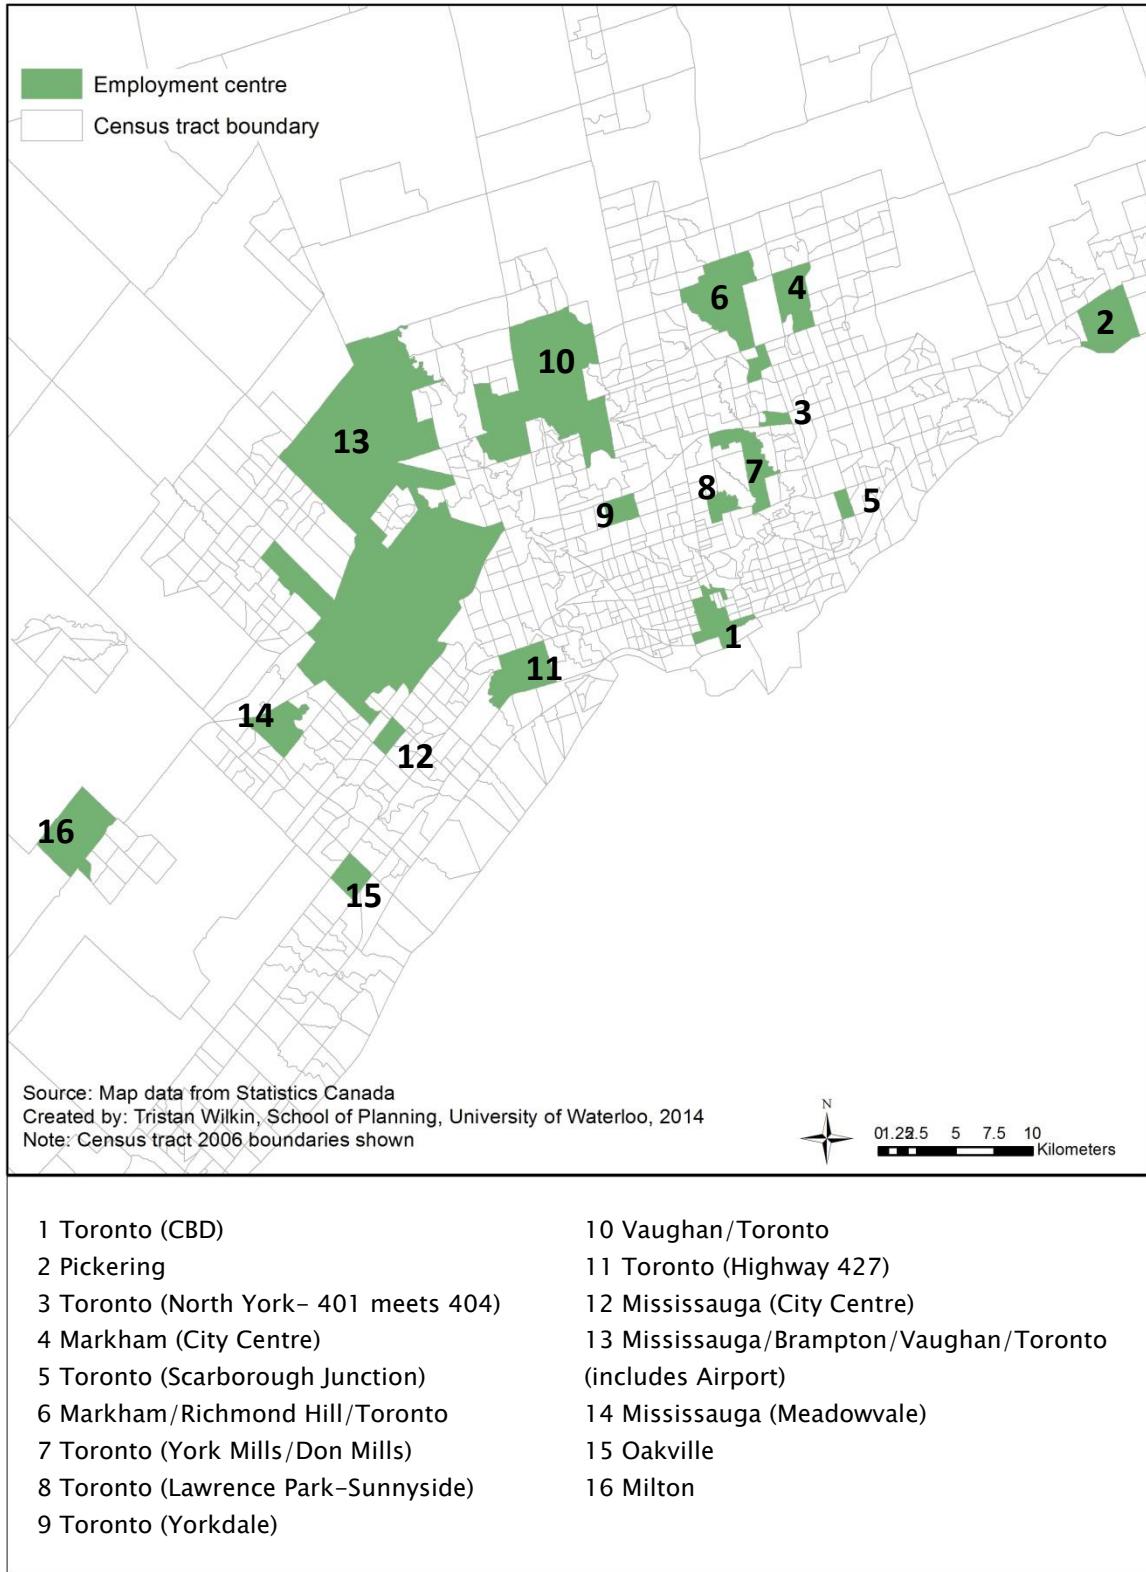 Employment centre
Census tract boundary
6
4
2
10
3
13
7
8
5
9
1
11
14
12
16
15
Source: Map data from Statistics Canada
Created by: Tristan Wilkin, School of Planning, University of Waterloo, 2014
Note: Census tract 2006 boundaries shown
N
01.252.5 5 7.5 10
Kilometers
1 Toronto (CBD)
2 Pickering
3 Toronto (North York– 401 meets 404)
4 Markham (City Centre)
5 Toronto (Scarborough Junction)
6 Markham/Richmond Hill/Toronto
7 Toronto (York Mills/Don Mills)
8 Toronto (Lawrence Park–Sunnyside)
9 Toronto (Yorkdale)
10 Vaughan/Toronto
11 Toronto (Highway 427)
12 Mississauga (City Centre)
13 Mississauga/Brampton/Vaughan/Toronto
(includes Airport)
14 Mississauga (Meadowvale)
15 Oakville
16 Milton